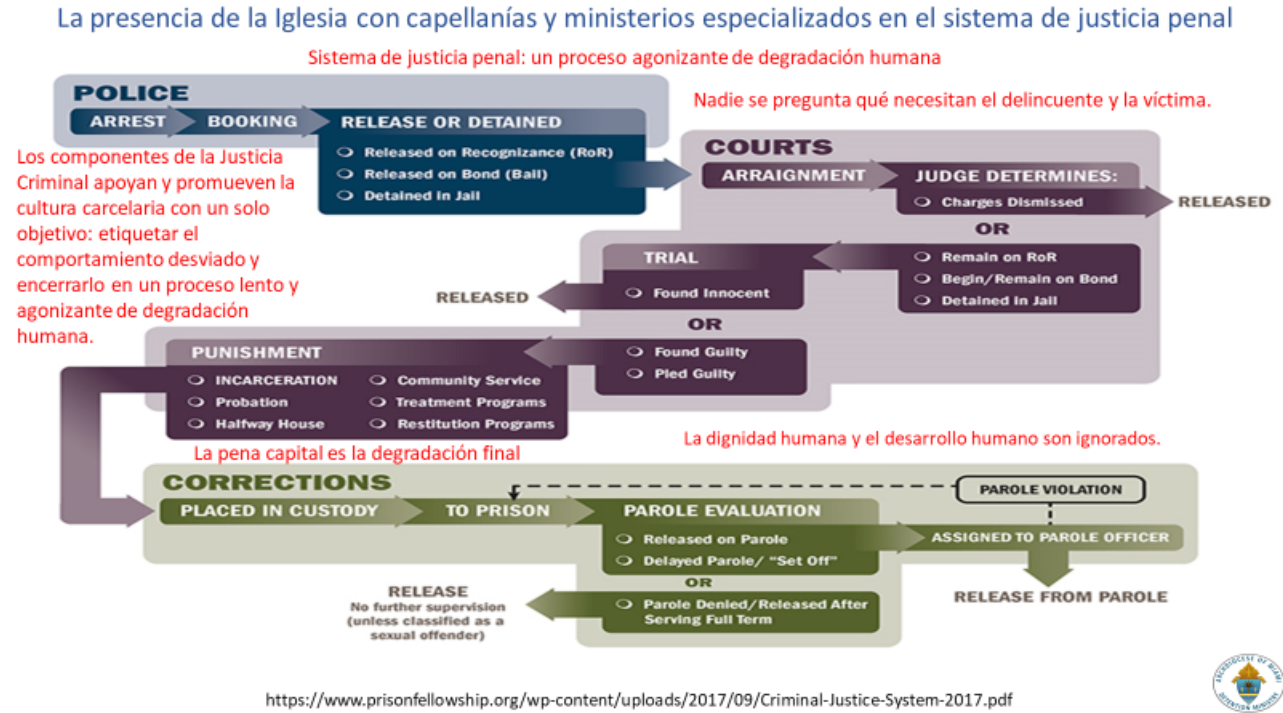 La presencia de la Iglesia con capellanías y ministerios especializados en el sistema de justicia penal
Sistema de justicia penal: un proceso agonizante de degradación humana
POLICE
ARREST
BOOKING
RELEASE OR DETAINED
Released on Recognizance (RoR)
Released on Bond (Bail)
Detained in Jail
Nadie se pregunta qué necesitan el delincuente y la víctima.
Los componentes de la Justicia
Criminal apoyan y promueven la
cultura carcelaria con un solo
objetivo: etiquetar el
comportamiento desviado y
encerrarlo en un proceso lento y
agonizante de degradación
humana.
COURTS
ARRAIGNMENT
JUDGE DETERMINES:
Charges Dismissed
RELEASED
OR
Remain on RoR
Begin/Remain on Bond
Detained in Jail
TRIAL
Found Innocent
RELEASED
OR
Found Guilty
Pled Guilty
PUNISHMENT
INCARCERATION
Probation
Halfway House
Community Service
Treatment Programs
Restitution Programs
La pena capital es la degradación final
La dignidad humana y el desarrollo humano son ignorados.
CORRECTIONS
PLACED IN CUSTODY
TO PRISON
PAROLE EVALUATION
Released on Parole
Delayed Parole/ “Set Off”
OR
Parole Denied/Released After
Serving Full Term
PAROLE VIOLATION
ASSIGNED TO PAROLE OFFICER
RELEASE FROM PAROLE
RELEASE
No further supervision
(unless classified as a
sexual offender)
https://www.prisonfellowship.org/wp-content/uploads/2017/09/Criminal-Justice-System-2017.pdf
ARCHDIOCESE OF MIAMI
DETENTION MINISTRY